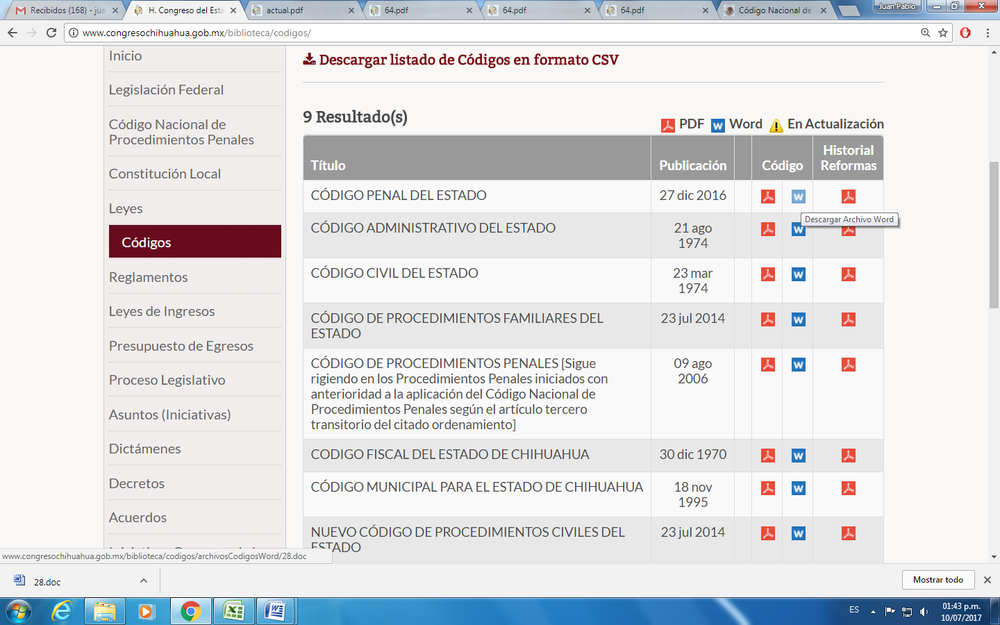 Recibidos (168) - jua
H. Congreso del Esta
actual.pdf
64.pdf
64.pdf
64.pdf
Código Nacional de
Juan Pablo
www.congresochihuahua.gob.mx/biblioteca/codigos/
Inicio
Legislación Federal
Código Nacional de
Procedimientos Penales
Constitución Local
Leyes
Códigos
Reglamentos
Leyes de Ingresos
Presupuesto de Egresos
Proceso Legislativo
Asuntos (Iniciativas)
Dictámenes
Decretos
Acuerdos
Descargar listado de Códigos en formato CSV
9 Resultado(s)
PDF Word En Actualización
Título Publicación Código Historial
Reformas
CÓDIGO PENAL DEL ESTADO 27 dic 2016
Descargar Archivo Word
CÓDIGO ADMINISTRATIVO DEL ESTADO 21 ago
1974
CÓDIGO CIVIL DEL ESTADO 23 mar
1974
CÓDIGO DE PROCEDIMIENTOS FAMILIARES DEL 23 jul 2014
ESTADO
CÓDIGO DE PROCEDIMIENTOS PENALES [Sigue 09 ago
rigiendo en los Procedimientos Penales iniciados con 2006
anterioridad a la aplicación del Código Nacional de
Procedimientos Penales según el artículo tercero
transitorio del citado ordenamiento]
CODIGO FISCAL DEL ESTADO DE CHIHUAHUA 30 dic 1970
CÓDIGO MUNICIPAL PARA EL ESTADO DE CHIHUAHUA 18 nov
1995
NUEVO CÓDIGO DE PROCEDIMIENTOS CIVILES DEL 23 jul 2014
ESTADO
www.congresochihuahua.gob.mx/biblioteca/codigos/archivosCodigosWord/28.doc
28.doc
Mostrar todo
ES
01:43 p.m.
10/07/2017